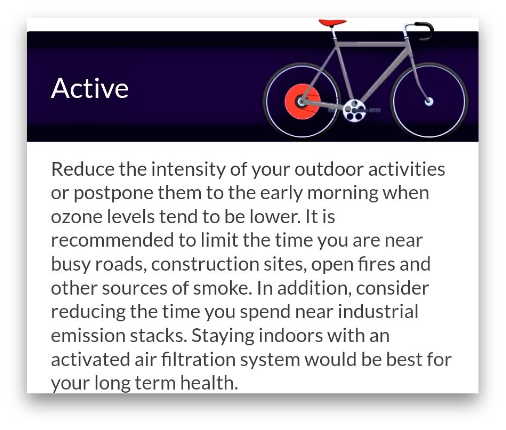 Active
Reduce the intensity of your outdoor activities
or postpone them to the early morning when
ozone levels tend to be lower. It is
recommended to limit the time you are near
busy roads, construction sites, open fires and
other sources of smoke. In addition, consider
reducing the time you spend near industrial
emission stacks. Staying indoors with an
activated air filtration system would be best for
your long term health.